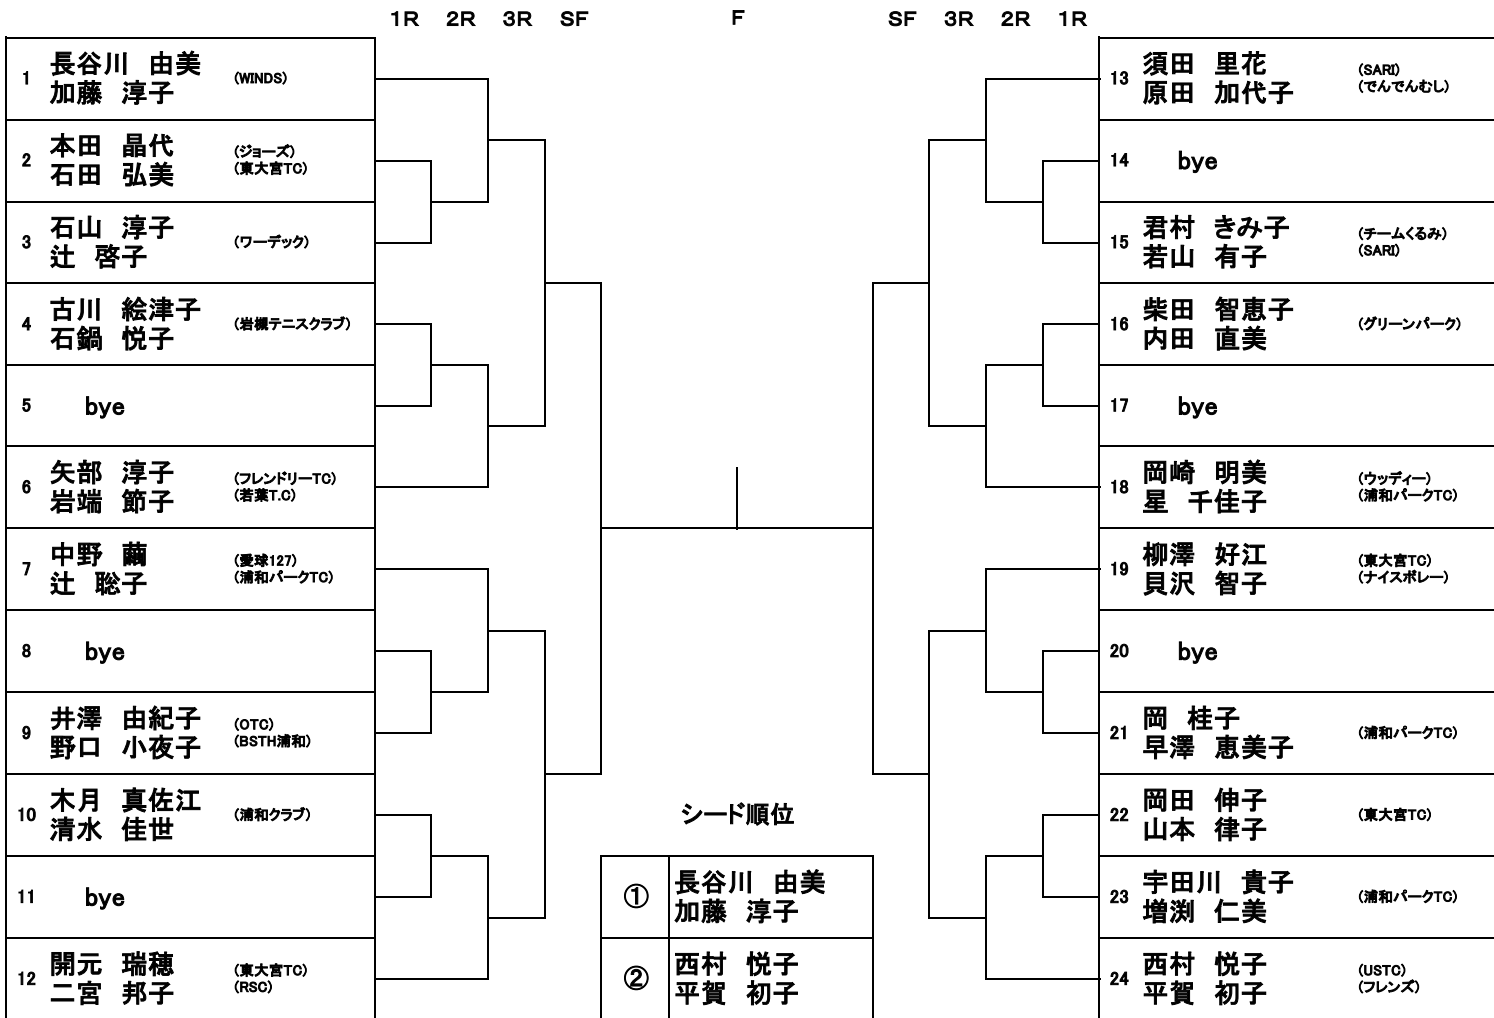 1R 2R 3R SF F SF 3R 2R 1R
1 長谷川 由美 (WINDS)
加藤 淳子
2 本田 晶代 (ジョーズ)
石田 弘美 (東大宮TC)
3 石山 淳子 (ワーデック)
辻 啓子
4 古川 絵津子 (岩槻テニスクラブ)
石鍋 悦子
5 bye
6 矢部 淳子 (フレンドリーTC)
岩端 節子 (若葉T.C)
7 中野 繭 (愛球127)
辻 聡子 (浦和パークTC)
8 bye
9 井澤 由紀子 (OTC)
野口 小夜子 (BSTH浦和)
10 木月 真佐江 (浦和クラブ)
清水 佳世
11 bye
12 開元 瑞穂 (東大宮TC)
二宮 邦子 (RSC)
13 須田 里花 (SARI)
原田 加代子 (でんでんむし)
14 bye
15 君村 きみ子 (チームくるみ)
若山 有子 (SARI)
16 柴田 智恵子 (グリーンパーク)
内田 直美
17 bye
18 岡崎 明美 (ウッディー)
星 千佳子 (浦和パークTC)
19 柳澤 好江 (東大宮TC)
貝沢 智子 (ナイスボレー)
20 bye
21 岡 桂子 (浦和パークTC)
早澤 恵美子
22 岡田 伸子 (東大宮TC)
山本 律子
23 宇田川 貴子 (浦和パークTC)
増渕 仁美
24 西村 悦子 (USTC)
平賀 初子 (フレンズ)
シード順位
① 長谷川 由美
加藤 淳子
② 西村 悦子
平賀 初子